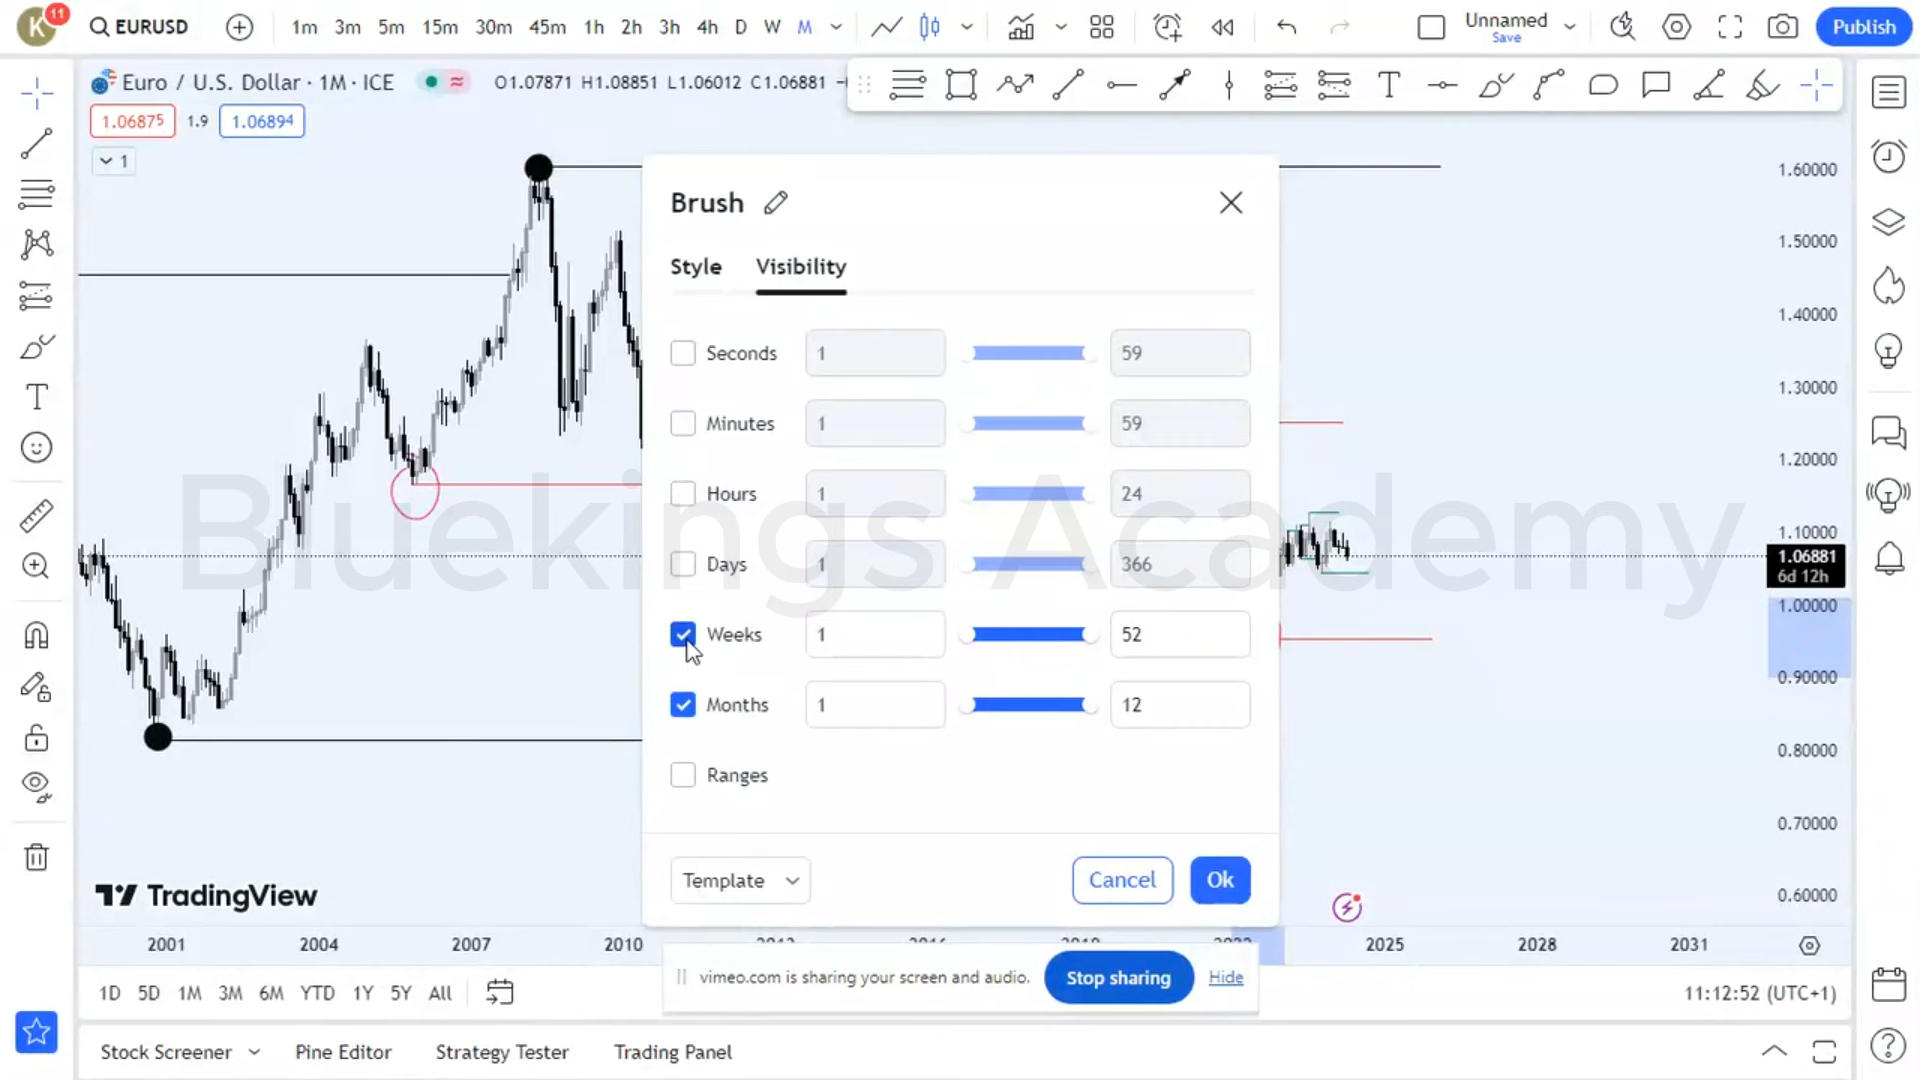 K
11
EURUSD
1m 3m 5m 15m 30m 45m 1h 2h 3h 4h D W M
Unnamed
Save
Publish
Euro / U.S. Dollar · 1M · ICE
O1.07871 H1.08851 L1.06012 C1.06881
1.06875 1.9 1.06894
1
Brush
Style Visibility
Seconds 1 59
Minutes 1 59
Hours 1 24
Days 1 366
Weeks 1 52
Months 1 12
Ranges
Template Cancel Ok
Bluekings Academy
1.60000
1.50000
1.40000
1.30000
1.20000
1.10000
1.06881
6d 12h
1.00000
0.90000
0.80000
0.70000
0.60000
TradingView
2001 2004 2007 2010 2025 2028 2031
1D 5D 1M 3M 6M YTD 1Y 5Y All
vimeo.com is sharing your screen and audio. Stop sharing Hide
11:12:52 (UTC+1)
Stock Screener Pine Editor Strategy Tester Trading Panel